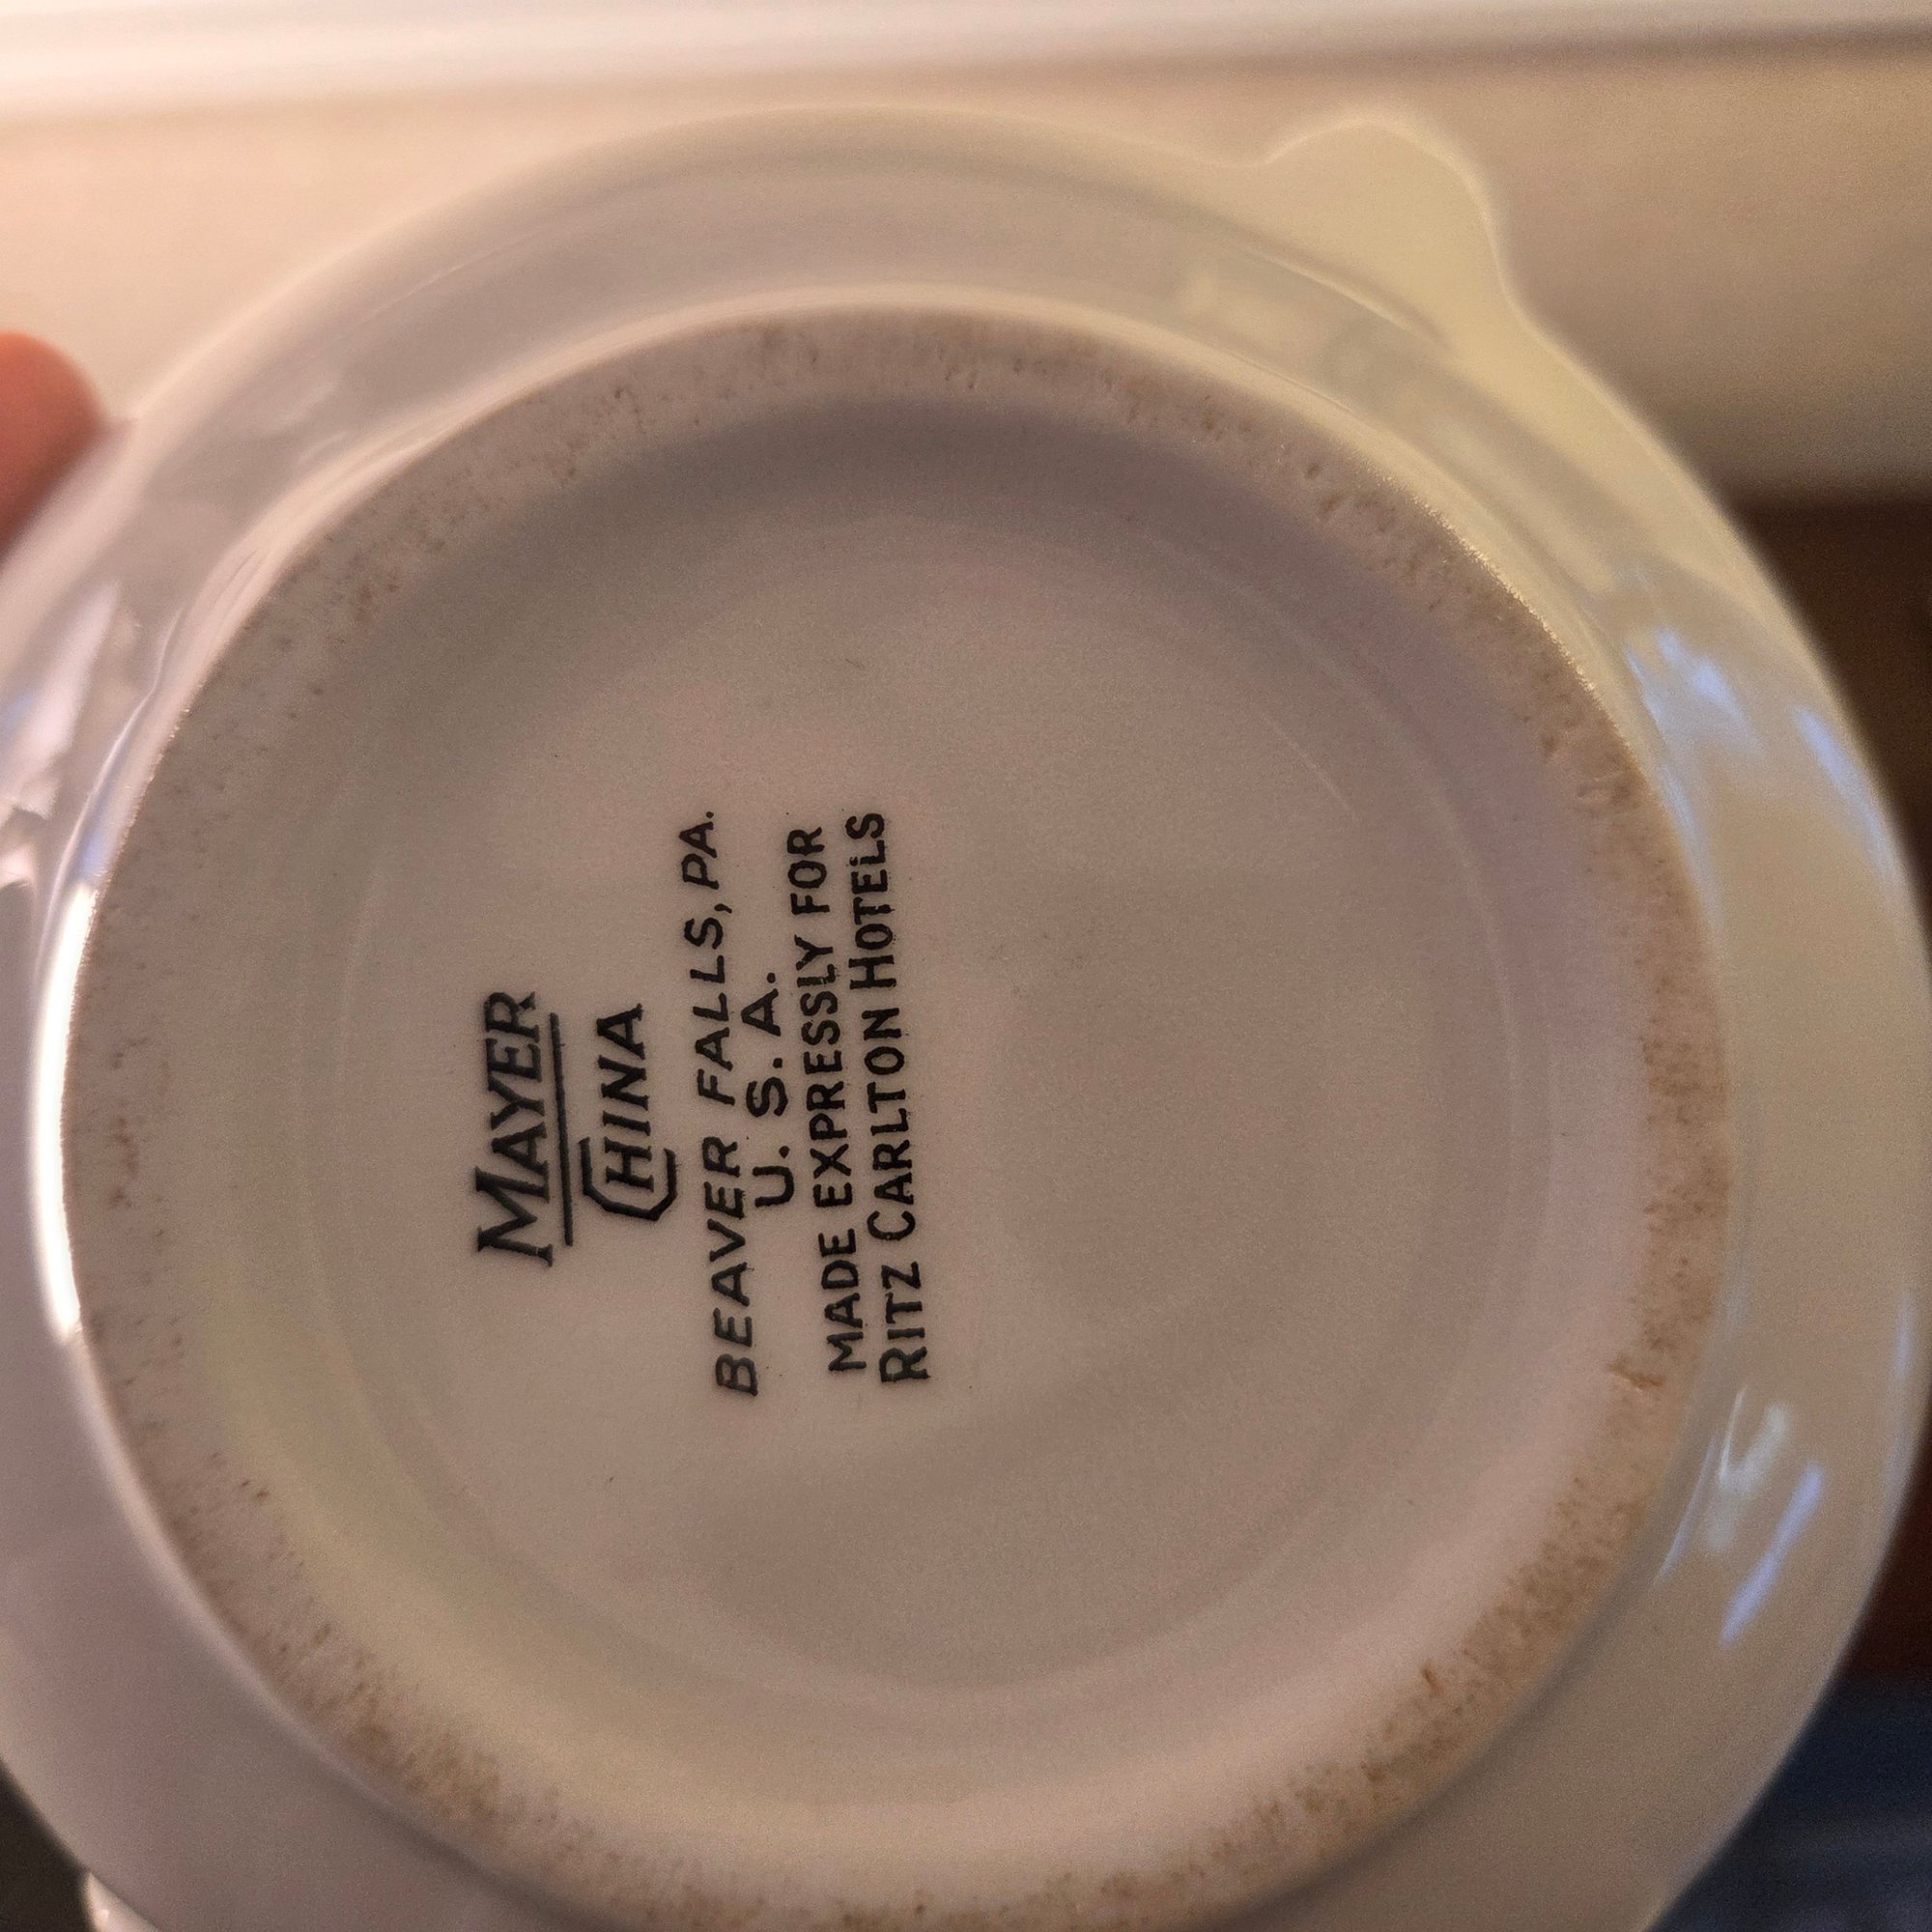 MAYER
CHINA
BEAVER FALLS, PA.
U. S. A.
MADE EXPRESSLY FOR
RITZ CARLTON HOTELS